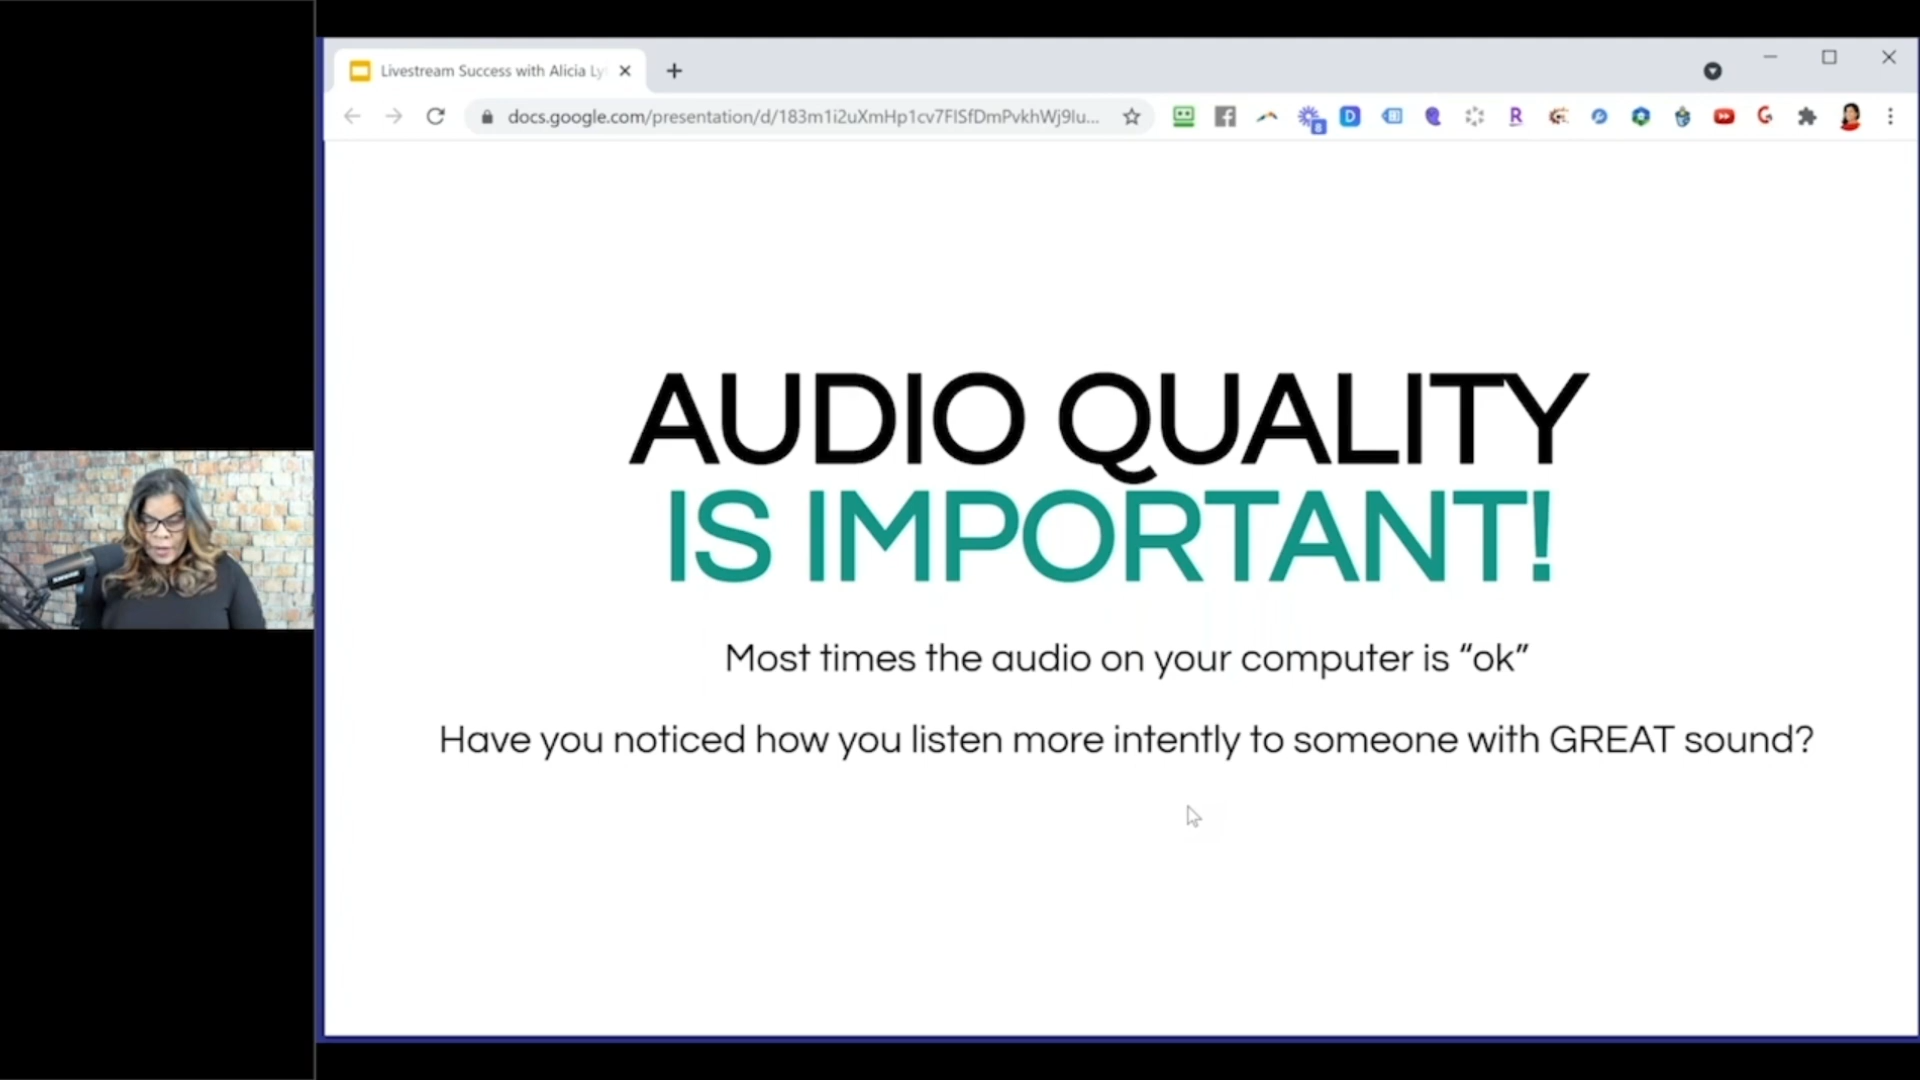 Livestream Success with Alicia Ly
docs.google.com/presentation/d/183m1i2uXmHp1cv7FlSfDmPvkhWj9lu...
AUDIO QUALITY
IS IMPORTANT!
Most times the audio on your computer is “ok”
Have you noticed how you listen more intently to someone with GREAT sound?